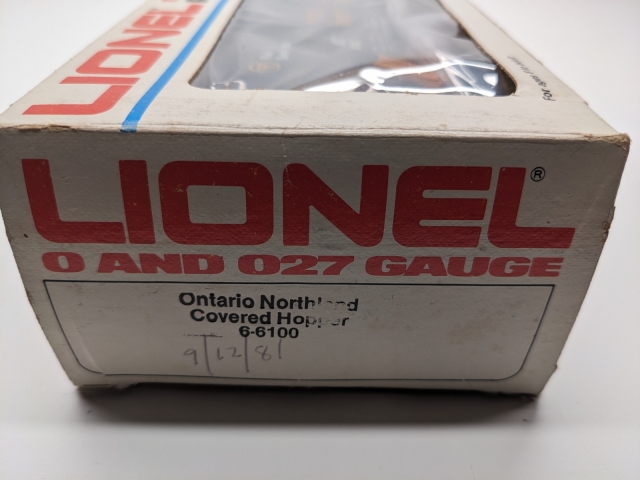 LIONEL
LIONEL®
O AND O27 GAUGE
Ontario Northland
Covered Hopper
6-6100
9/12/81